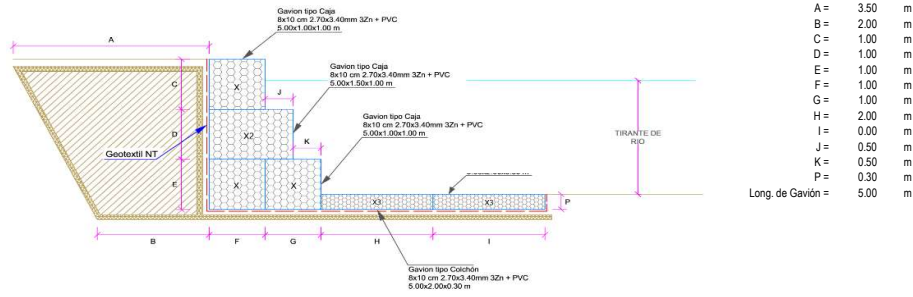 Gavion tipo Caja
8x10 cm 2.70x3.40mm 3Zn + PVC
5.00x1.00x1.00 m
A
Gavion tipo Caja
8x10 cm 2.70x3.40mm 3Zn + PVC
5.00x1.50x1.00 m
C
X
J
Gavion tipo Caja
8x10 cm 2.70x3.40mm 3Zn + PVC
5.00x1.00x1.00 m
D
X2
K
TIRANTE DE
RIO
Geotextil NT
E
X
X
X3
X3
P
B
F
G
H
I
Gavion tipo Colchón
8x10 cm 2.70x3.40mm 3Zn + PVC
5.00x2.00x0.30 m
A = 3.50 m
B = 2.00 m
C = 1.00 m
D = 1.00 m
E = 1.00 m
F = 1.00 m
G = 1.00 m
H = 2.00 m
I = 0.00 m
J = 0.50 m
K = 0.50 m
P = 0.30 m
Long. de Gavión = 5.00 m